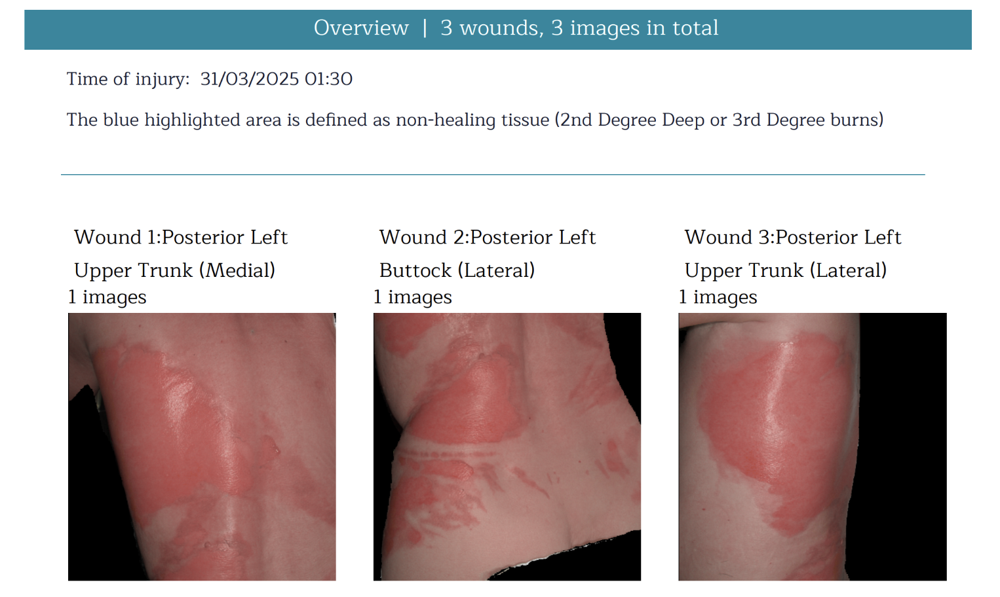 Overview | 3 wounds, 3 images in total
Time of injury: 31/03/2025 01:30
The blue highlighted area is defined as non-healing tissue (2nd Degree Deep or 3rd Degree burns)
Wound 1:Posterior Left
Upper Trunk (Medial)
1 images
Wound 2:Posterior Left
Buttock (Lateral)
1 images
Wound 3:Posterior Left
Upper Trunk (Lateral)
1 images